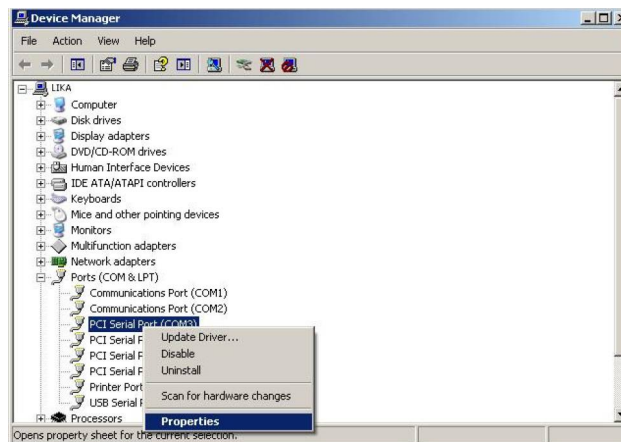 Device Manager
File Action View Help
LIKA
Computer
Disk drives
Display adapters
DVD/CD-ROM drives
Human Interface Devices
IDE ATA/ATAPI controllers
Keyboards
Mice and other pointing devices
Monitors
Multifunction adapters
Network adapters
Ports (COM & LPT)
Communications Port (COM1)
Communications Port (COM2)
PCI Serial Port (COM3)
PCI Serial
Update Driver...
PCI Serial
Disable
PCI Serial
Uninstall
Printer Port
Scan for hardware changes
USB Serial
Processors
Properties
Opens property sheet for the current selection.